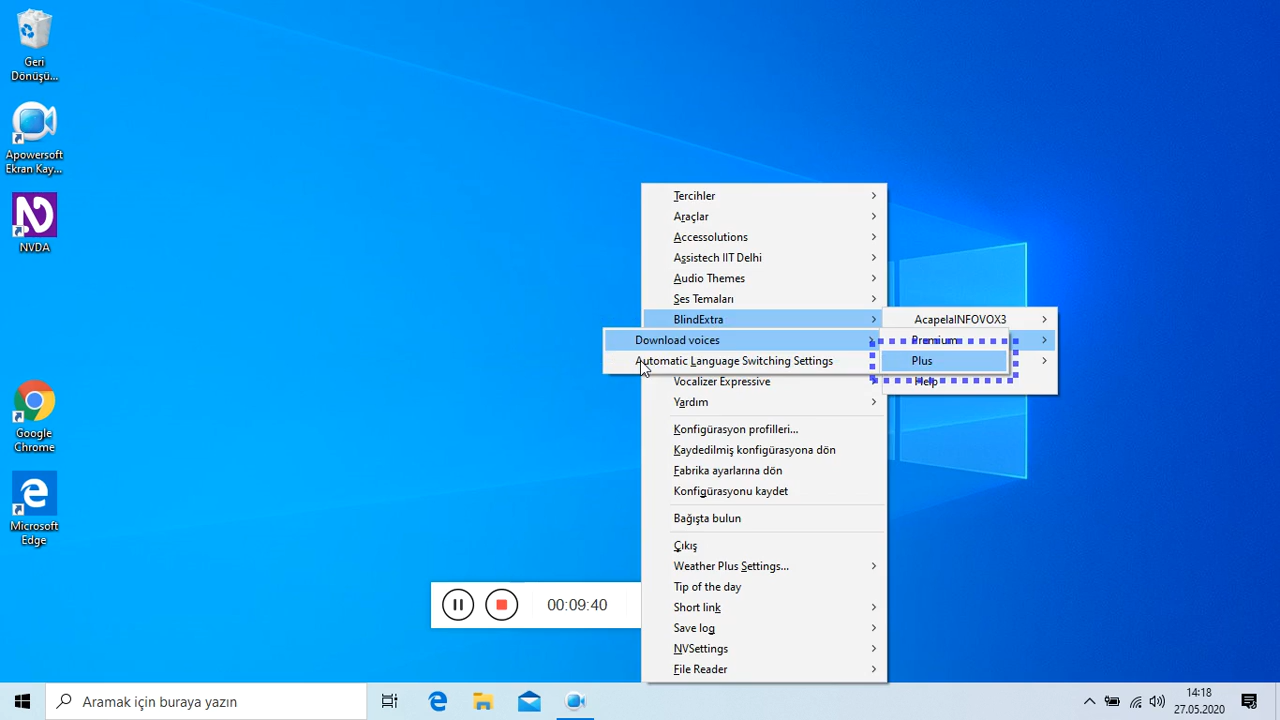 Geri
Dönüşü...
Apowersoft
Ekran Kay...
NVDA
Google
Chrome
Microsoft
Edge
Tercihler
Araçlar
Accessolutions
Assistech IIT Delhi
Audio Themes
Ses Temaları
BlindExtra
AcapelaINFOVOX3
Download voices
Premium
Automatic Language Switching Settings
Plus
Vocalizer Expressive
Help
Yardım
Konfigürasyon profilleri...
Kaydedilmiş konfigürasyona dön
Fabrika ayarlarına dön
Konfigürasyonu kaydet
Bağışta bulun
Çıkış
Weather Plus Settings...
Tip of the day
Short link
Save log
NVSettings
File Reader
00:09:40
Aramak için buraya yazın
14:18
27.05.2020